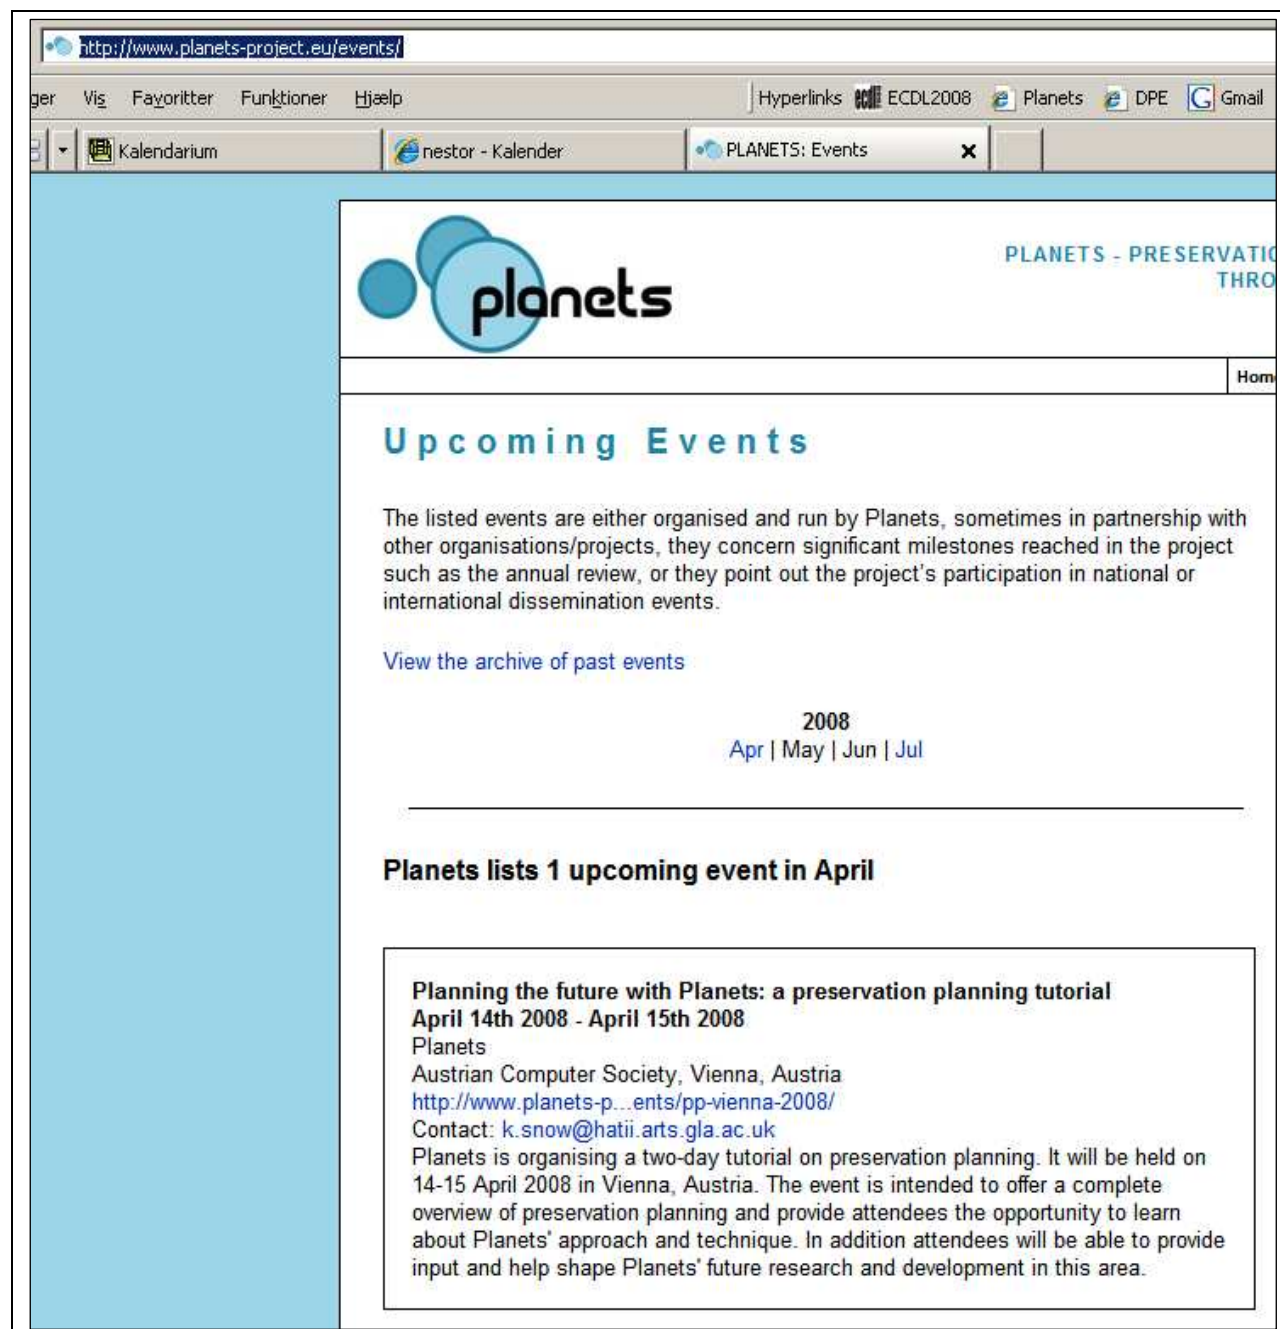 http://www.planets-project.eu/events/
ger Vis Favoritter Funktioner Hjælp Hyperlinks ECDL2008 Planets DPE Gmail
Kalendarium nestor - Kalender PLANETS: Events
planets
PLANETS - PRESERVATIO
THRO
Hom
Upcoming Events
The listed events are either organised and run by Planets, sometimes in partnership with
other organisations/projects, they concern significant milestones reached in the project
such as the annual review, or they point out the project's participation in national or
international dissemination events.
View the archive of past events
2008
Apr | May | Jun | Jul
Planets lists 1 upcoming event in April
Planning the future with Planets: a preservation planning tutorial
April 14th 2008 - April 15th 2008
Planets
Austrian Computer Society, Vienna, Austria
http://www.planets-p...ents/pp-vienna-2008/
Contact: k.snow@hatii.arts.gla.ac.uk
Planets is organising a two-day tutorial on preservation planning. It will be held on
14-15 April 2008 in Vienna, Austria. The event is intended to offer a complete
overview of preservation planning and provide attendees the opportunity to learn
about Planets' approach and technique. In addition attendees will be able to provide
input and help shape Planets' future research and development in this area.